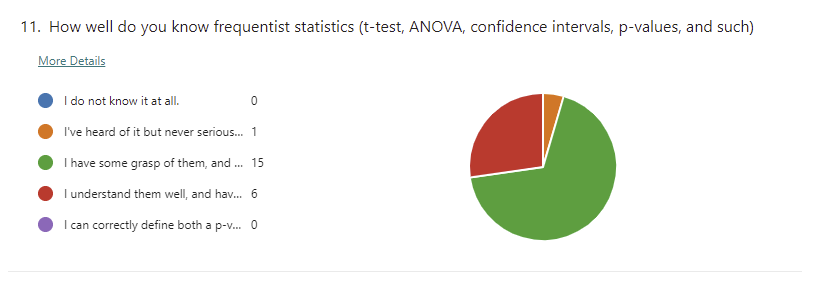 11. How well do you know frequentist statistics (t-test, ANOVA, confidence intervals, p-values, and such)
More Details
I do not know it at all. 0
I've heard of it but never serious... 1
I have some grasp of them, and ... 15
I understand them well, and hav... 6
I can correctly define both a p-v... 0